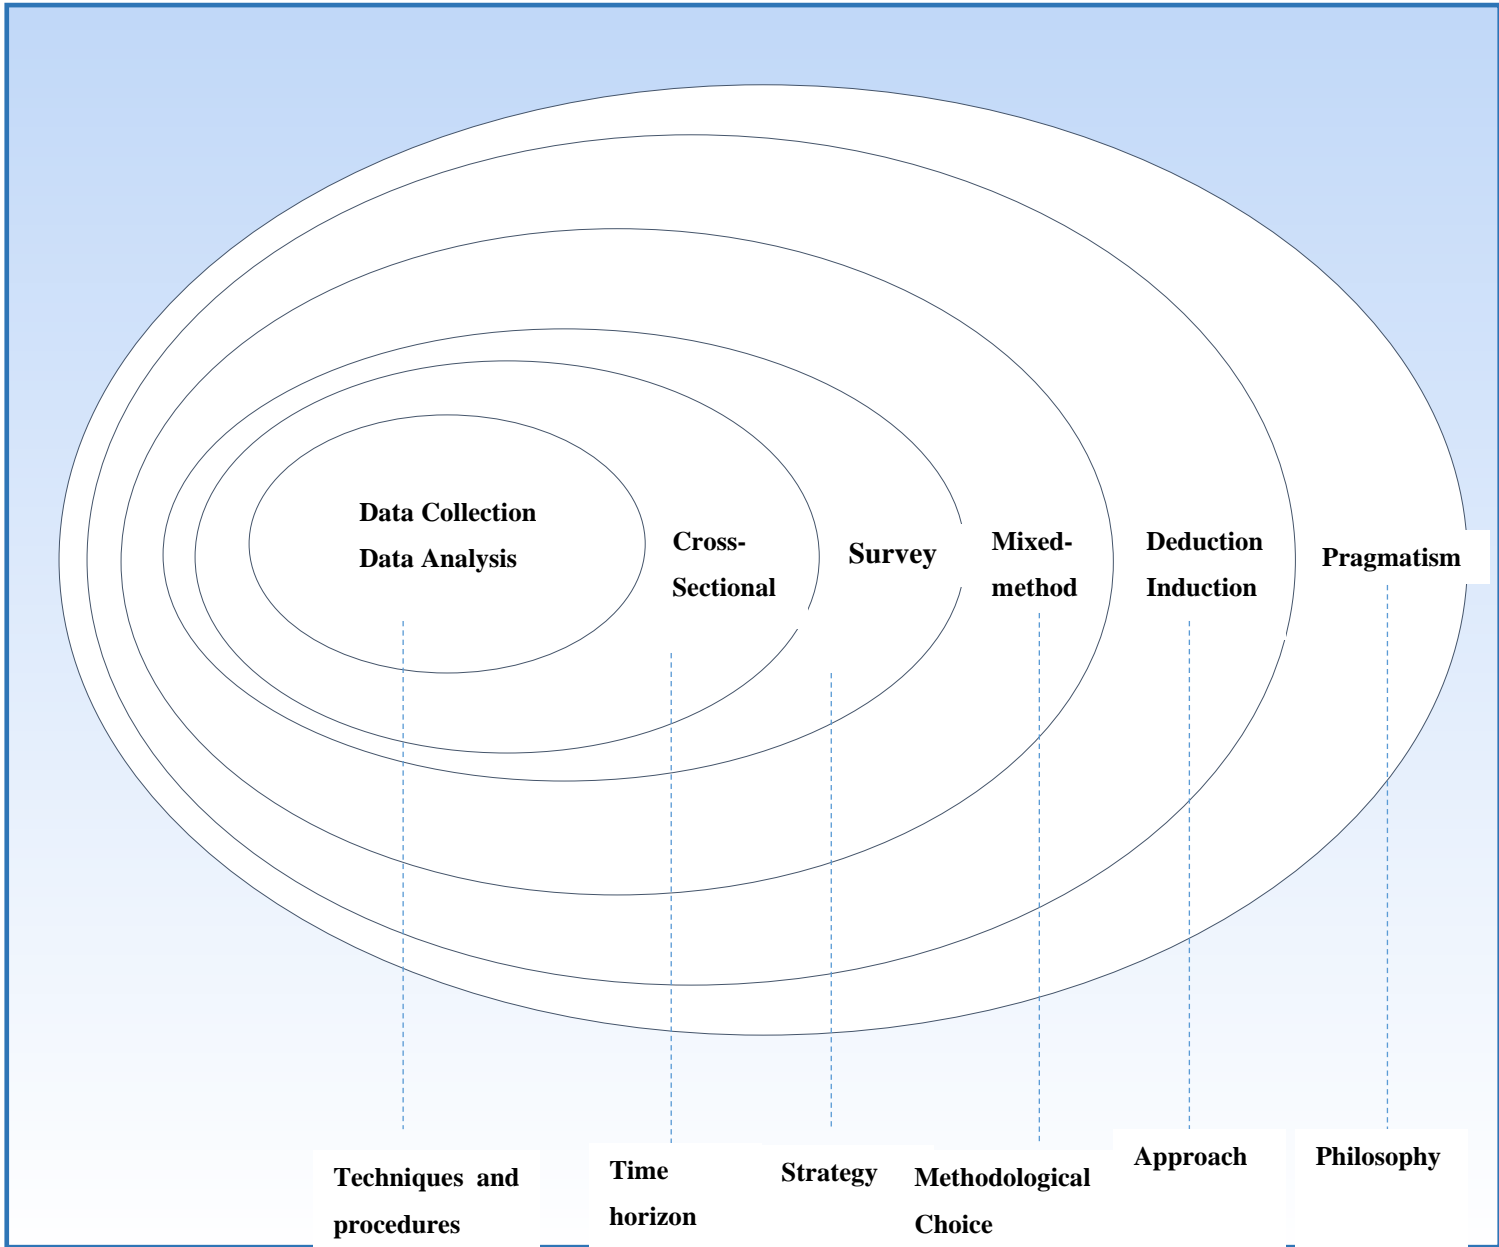 Data Collection
Data Analysis
Cross-
Sectional
Survey
Mixed-
method
Deduction
Induction
Pragmatism
Techniques and
procedures
Time
horizon
Strategy
Methodological
Choice
Approach
Philosophy